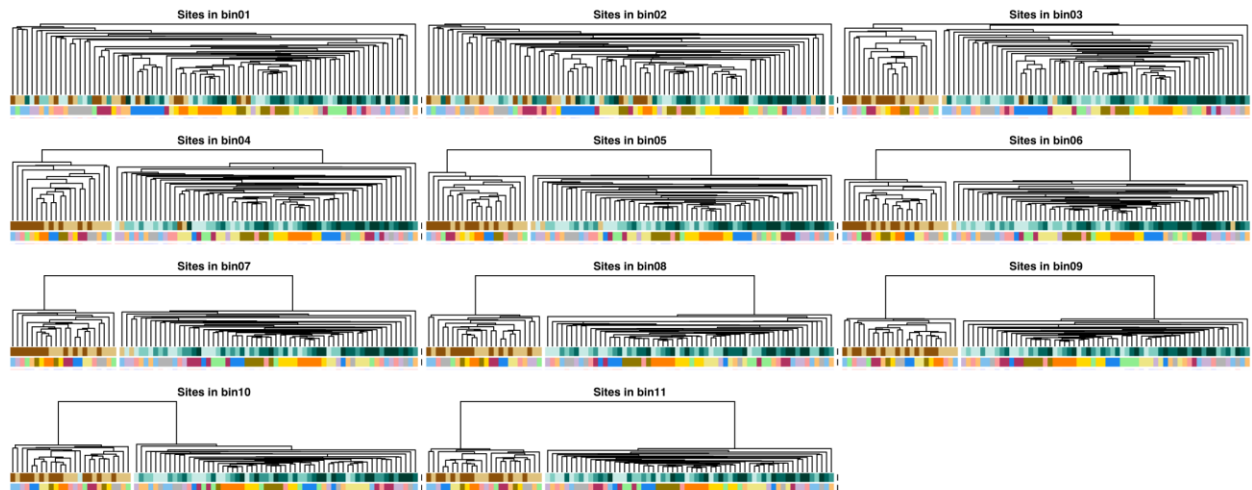 Sites in bin01
Sites in bin02
Sites in bin03
Sites in bin04
Sites in bin05
Sites in bin06
Sites in bin07
Sites in bin08
Sites in bin09
Sites in bin10
Sites in bin11